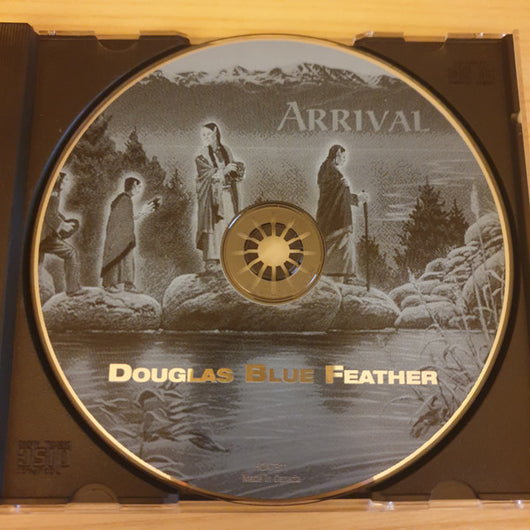 ARRIVAL
DOUGLAS BLUE FEATHER
Made in Canada